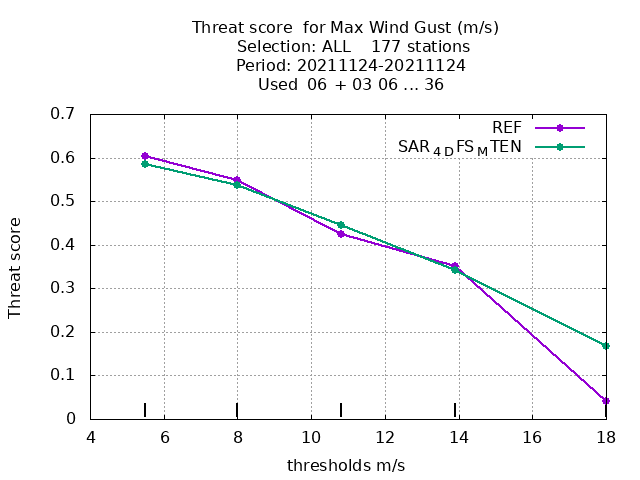 Threat score  for Max Wind Gust (m/s)
Selection: ALL    177 stations
Period: 20211124-20211124
Used  06 + 03 06 ... 36
0.7
0.6
0.5
0.4
0.3
0.2
0.1
0
Threat score
REF
SAR4DFSMTEN
4 6 8 10 12 14 16 18
thresholds m/s